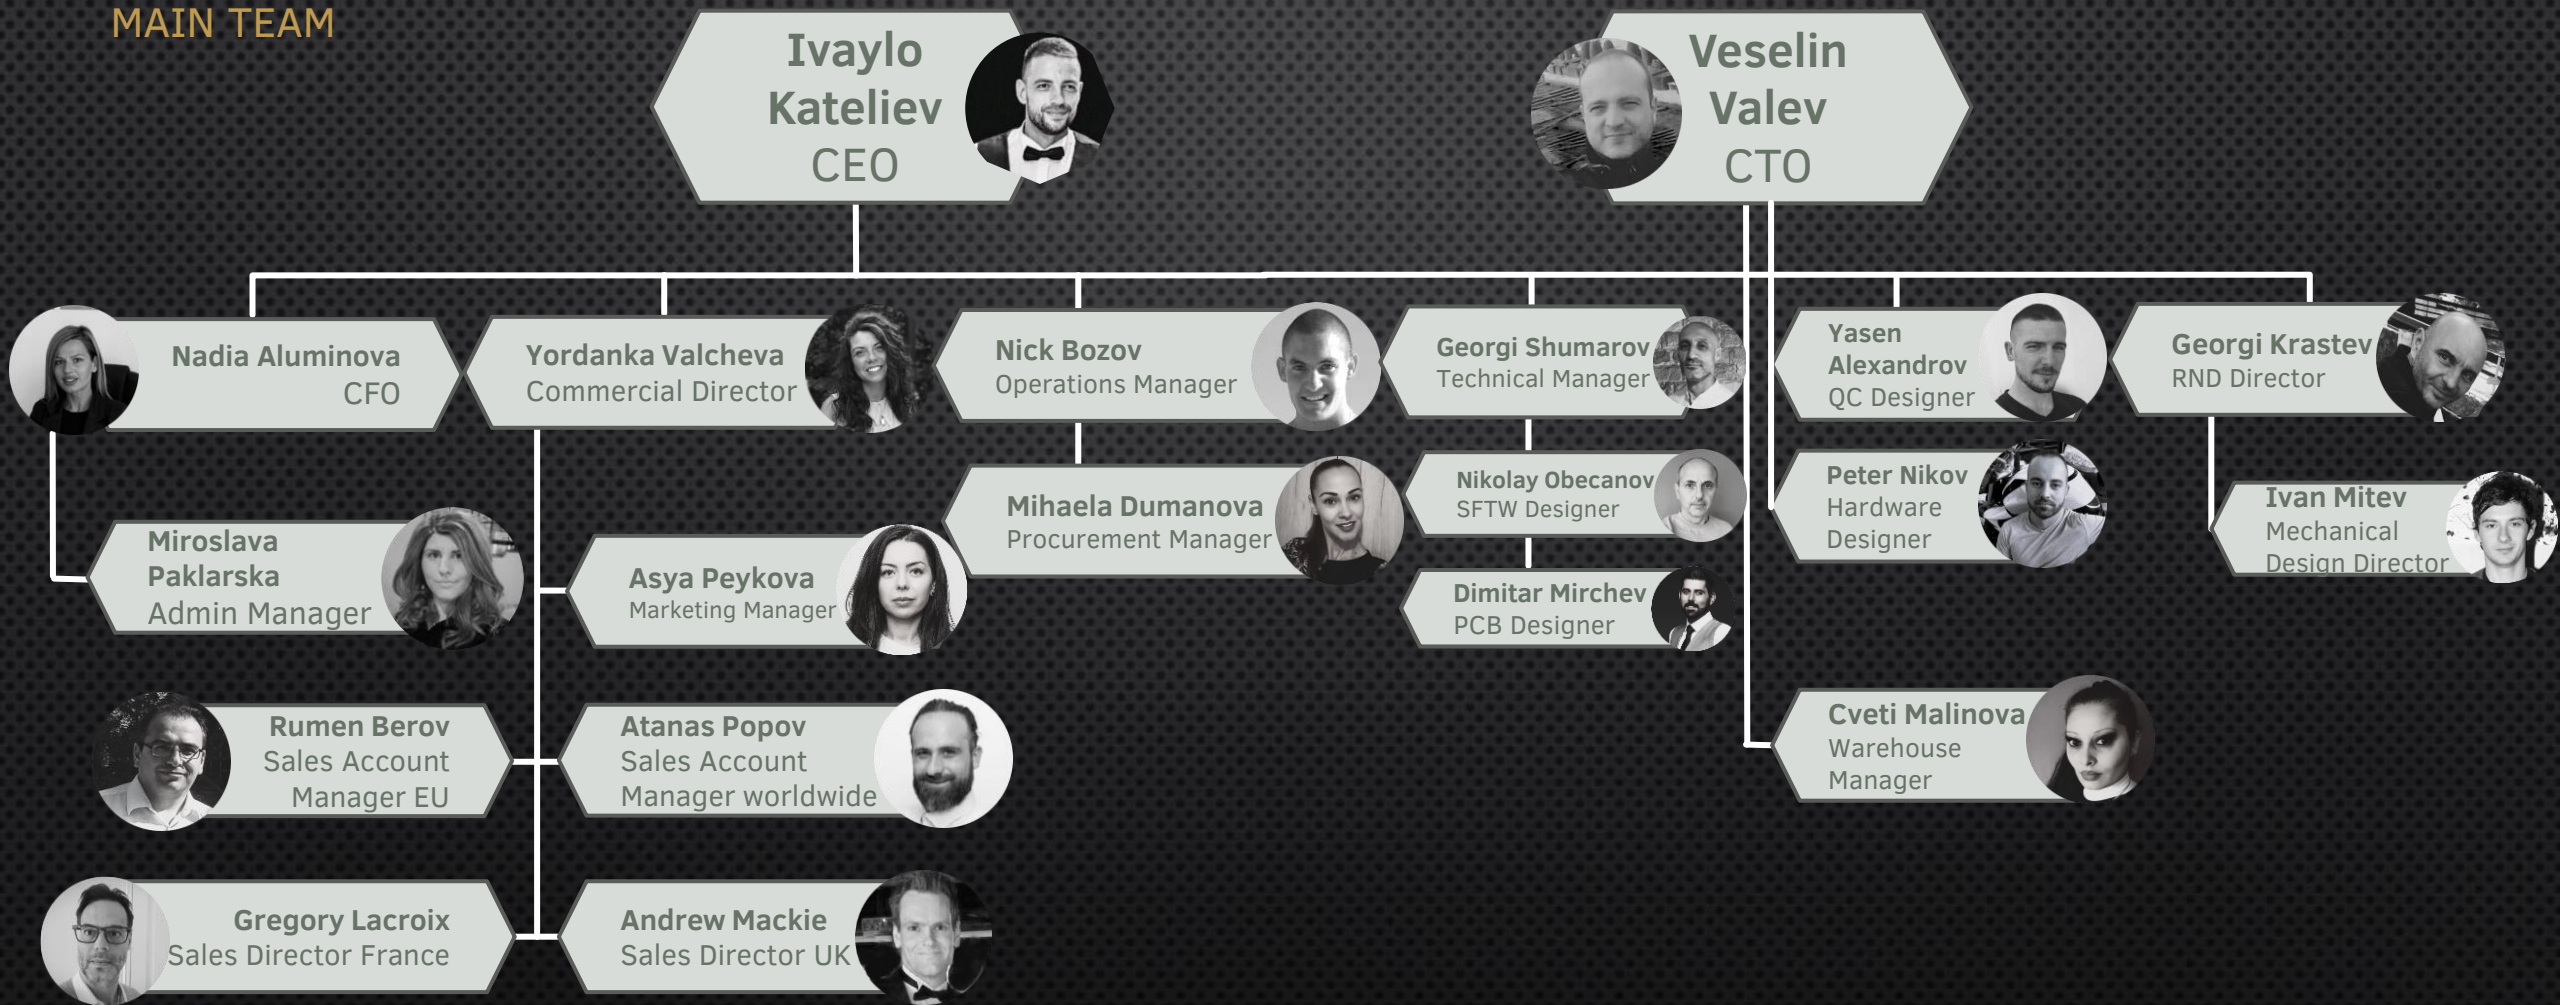 MAIN TEAM
Ivaylo
Kateliev
CEO
Veselin
Valev
CTO
Nadia Aluminova
CFO
Yordanka Valcheva
Commercial Director
Nick Bozov
Operations Manager
Georgi Shumarov
Technical Manager
Yasen
Alexandrov
QC Designer
Georgi Krastev
RND Director
Miroslava
Paklarska
Admin Manager
Asya Peykova
Marketing Manager
Mihaela Dumanova
Procurement Manager
Nikolay Obecanov
SFTW Designer
Dimitar Mirchev
PCB Designer
Peter Nikov
Hardware
Designer
Ivan Mitev
Mechanical
Design Director
Rumen Berov
Sales Account
Manager EU
Atanas Popov
Sales Account
Manager worldwide
Cveti Malinova
Warehouse
Manager
Gregory Lacroix
Sales Director France
Andrew Mackie
Sales Director UK